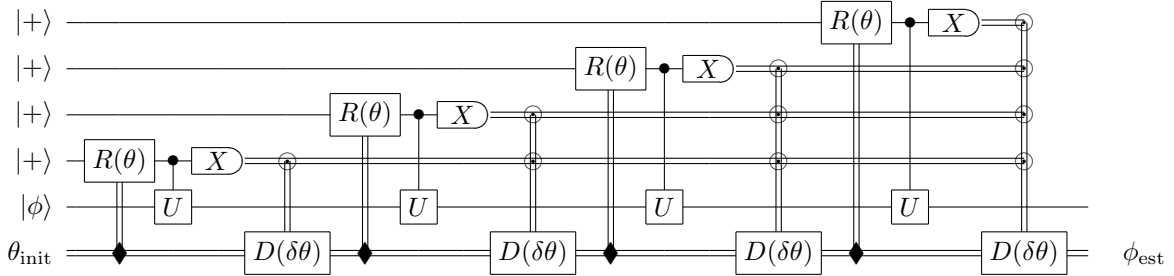 |+⟩ R(θ) X
|+⟩ R(θ) X
|+⟩ R(θ) X
|+⟩ R(θ) X
|ϕ⟩ U U U U
θ_init D(δθ) D(δθ) D(δθ) D(δθ) ϕ_est